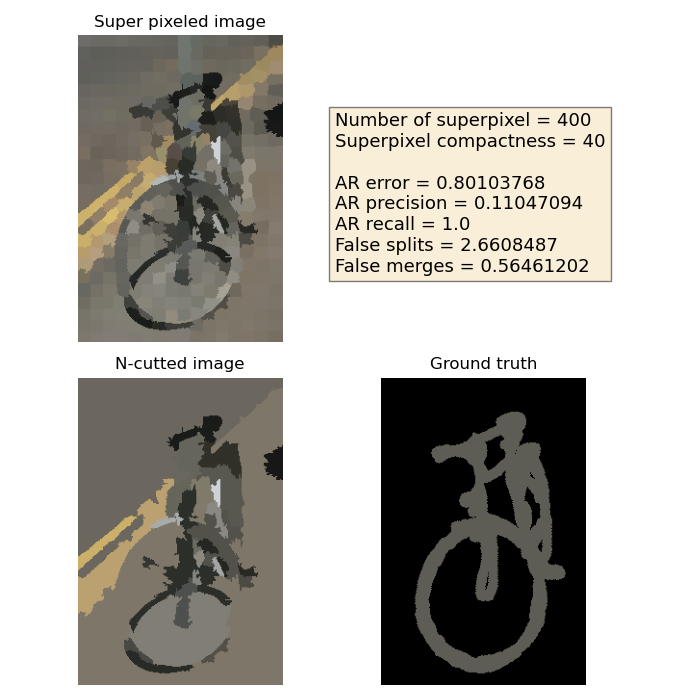 Super pixeled image
Number of superpixel = 400
Superpixel compactness = 40
AR error = 0.80103768
AR precision = 0.11047094
AR recall = 1.0
False splits = 2.6608487
False merges = 0.56461202
N-cutted image
Ground truth